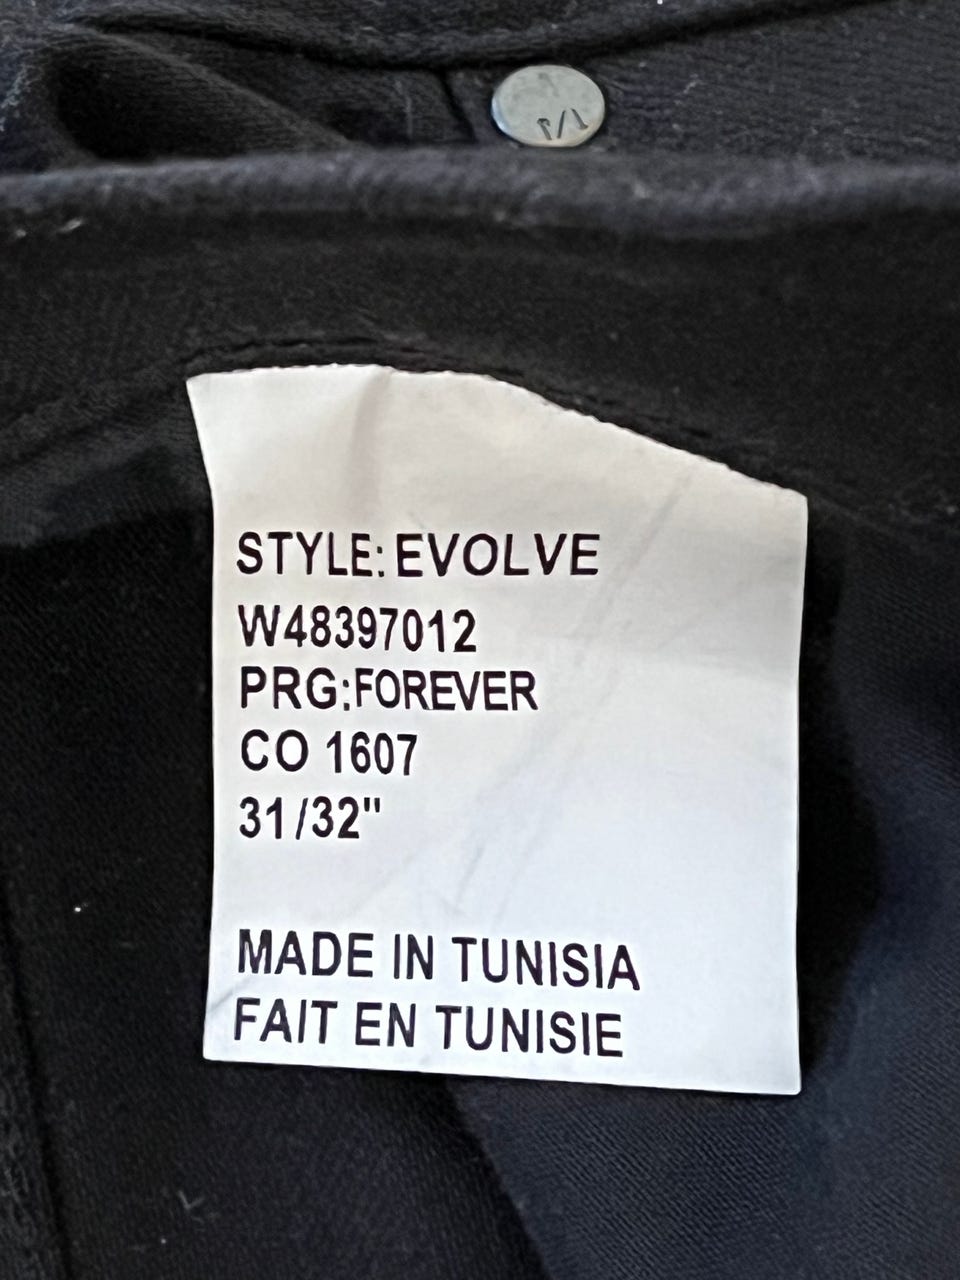 STYLE: EVOLVE
W48397012
PRG:FOREVER
CO 1607
31/32"
MADE IN TUNISIA
FAIT EN TUNISIE